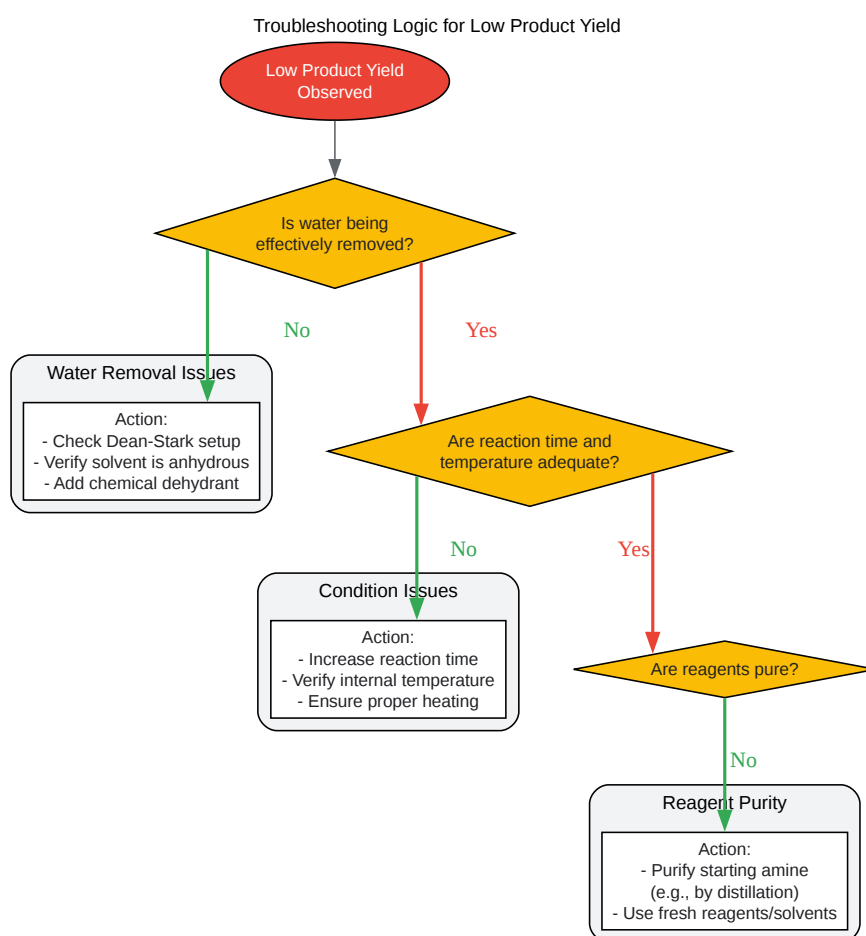 Troubleshooting Logic for Low Product Yield
Low Product Yield
Observed
Is water being
effectively removed?
No
Yes
Water Removal Issues
Action:
- Check Dean-Stark setup
- Verify solvent is anhydrous
- Add chemical dehydrant
Are reaction time and
temperature adequate?
No
Yes
Condition Issues
Action:
- Increase reaction time
- Verify internal temperature
- Ensure proper heating
Are reagents pure?
No
Reagent Purity
Action:
- Purify starting amine
(e.g., by distillation)
- Use fresh reagents/solvents